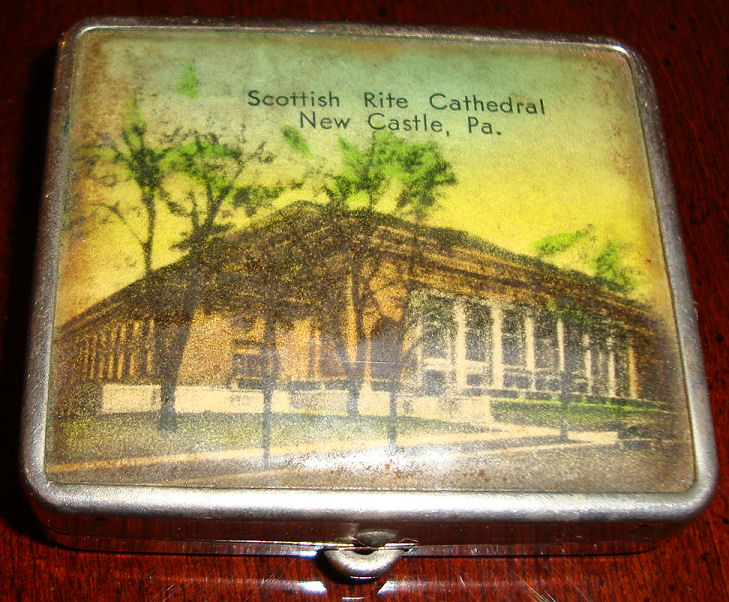 Scottish Rite Cathedral
New Castle, Pa.